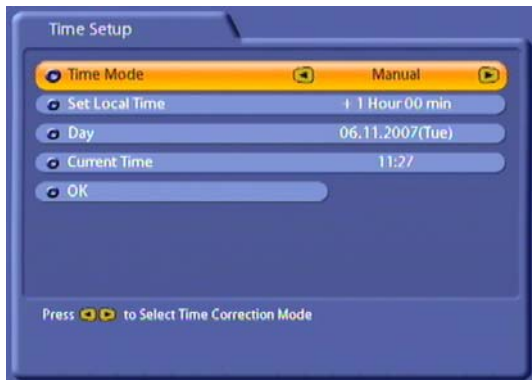 Time Setup
Time Mode Manual
Set Local Time + 1 Hour 00 min
Day 06.11.2007(Tue)
Current Time 11:27
OK
Press to Select Time Correction Mode